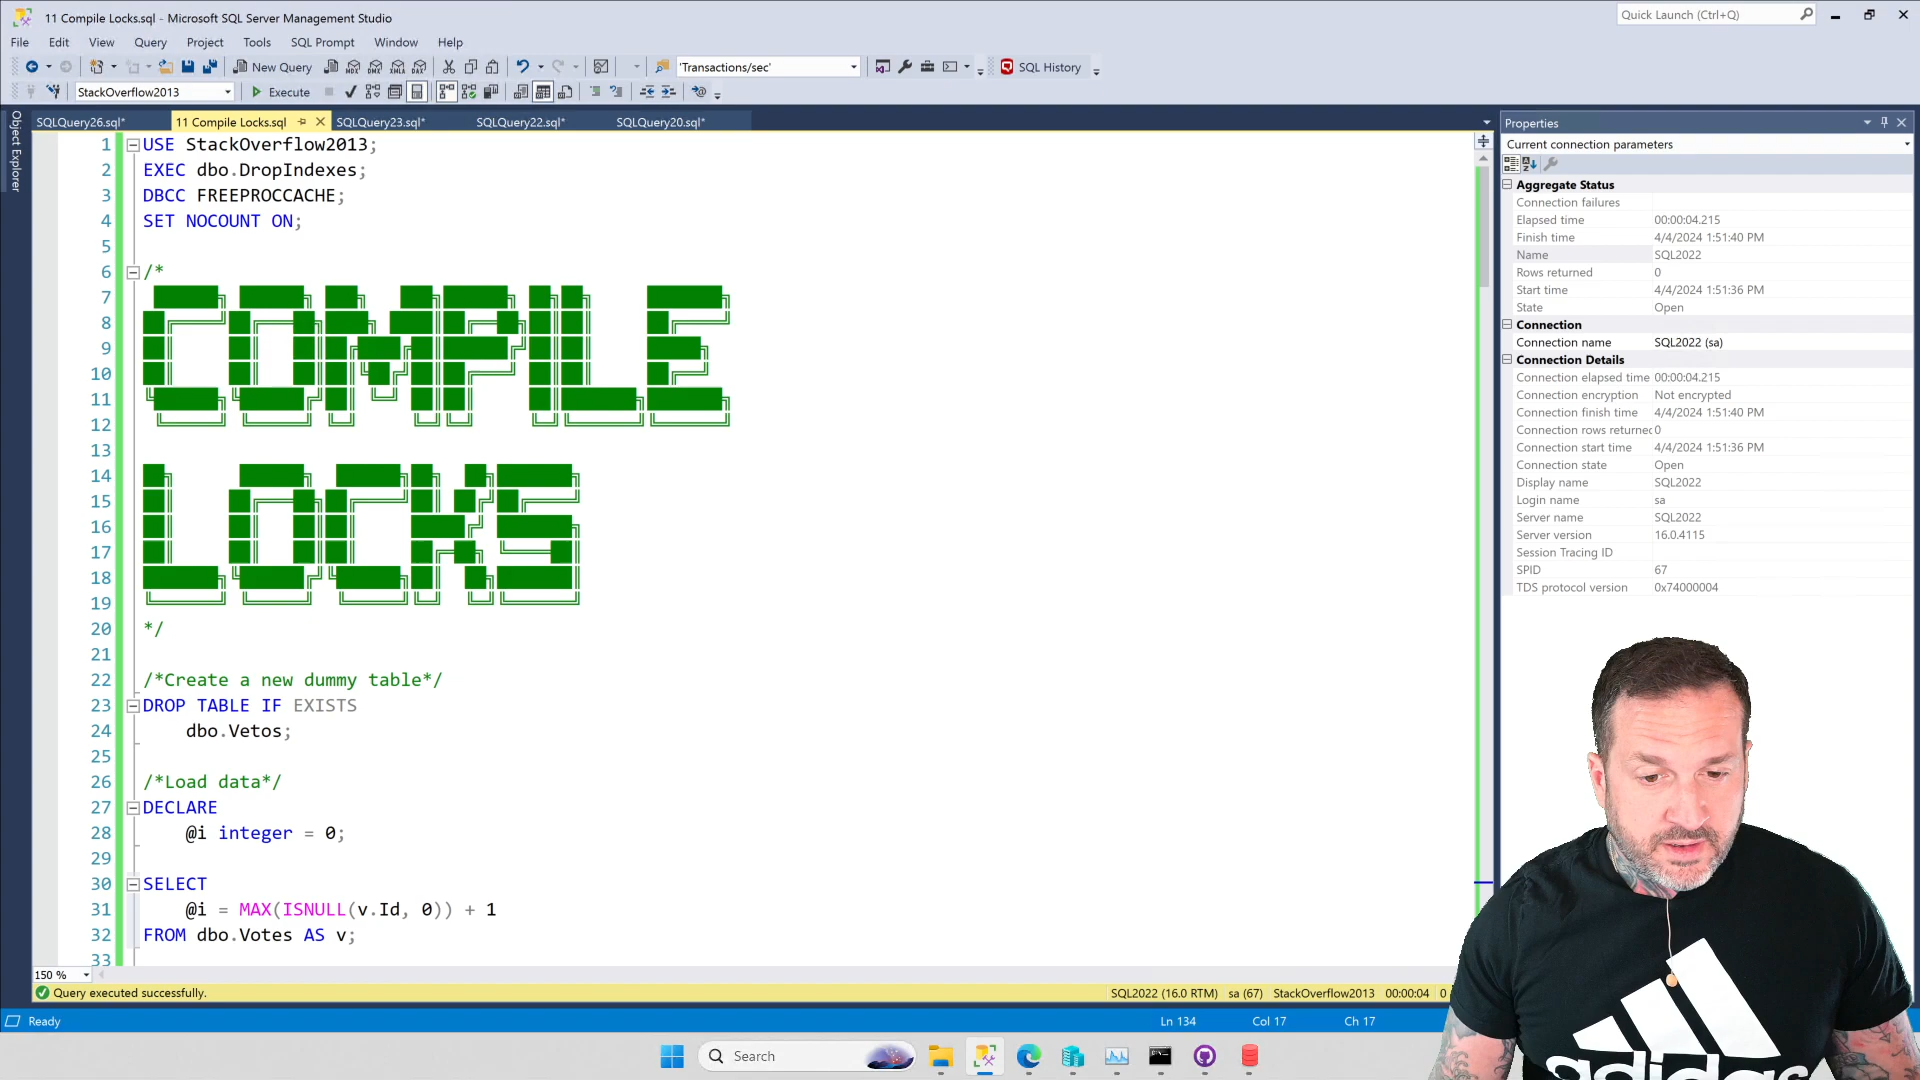 11 Compile Locks.sql - Microsoft SQL Server Management Studio
Quick Launch (Ctrl+Q)
File Edit View Query Project Tools SQL Prompt Window Help
New Query
'Transactions/sec'
SQL History
StackOverflow2013
Execute
Object Explorer
SQLQuery26.sql*
11 Compile Locks.sql
SQLQuery23.sql*
SQLQuery22.sql*
SQLQuery20.sql*
1 USE StackOverflow2013;
2 EXEC dbo.DropIndexes;
3 DBCC FREEPROCCACHE;
4 SET NOCOUNT ON;
5
6 /*
7
8
9
10
11
12
COMPILE
13
14
15
16
17
18
19
LOCKS
20 */
21
22 /*Create a new dummy table*/
23 DROP TABLE IF EXISTS
24 dbo.Vetos;
25
26 /*Load data*/
27 DECLARE
28 @i integer = 0;
29
30 SELECT
31 @i = MAX(ISNULL(v.Id, 0)) + 1
32 FROM dbo.Votes AS v;
33
150 %
Query executed successfully.
SQL2022 (16.0 RTM) sa (67) StackOverflow2013 00:00:04 0
Ready
Ln 134 Col 17 Ch 17
Properties
Current connection parameters
Aggregate Status
Connection failures
Elapsed time 00:00:04.215
Finish time 4/4/2024 1:51:40 PM
Name SQL2022
Rows returned 0
Start time 4/4/2024 1:51:36 PM
State Open
Connection
Connection name SQL2022 (sa)
Connection Details
Connection elapsed time 00:00:04.215
Connection encryption Not encrypted
Connection finish time 4/4/2024 1:51:40 PM
Connection rows returnec 0
Connection start time 4/4/2024 1:51:36 PM
Connection state Open
Display name SQL2022
Login name sa
Server name SQL2022
Server version 16.0.4115
Session Tracing ID
SPID 67
TDS protocol version 0x74000004
adidas
Search